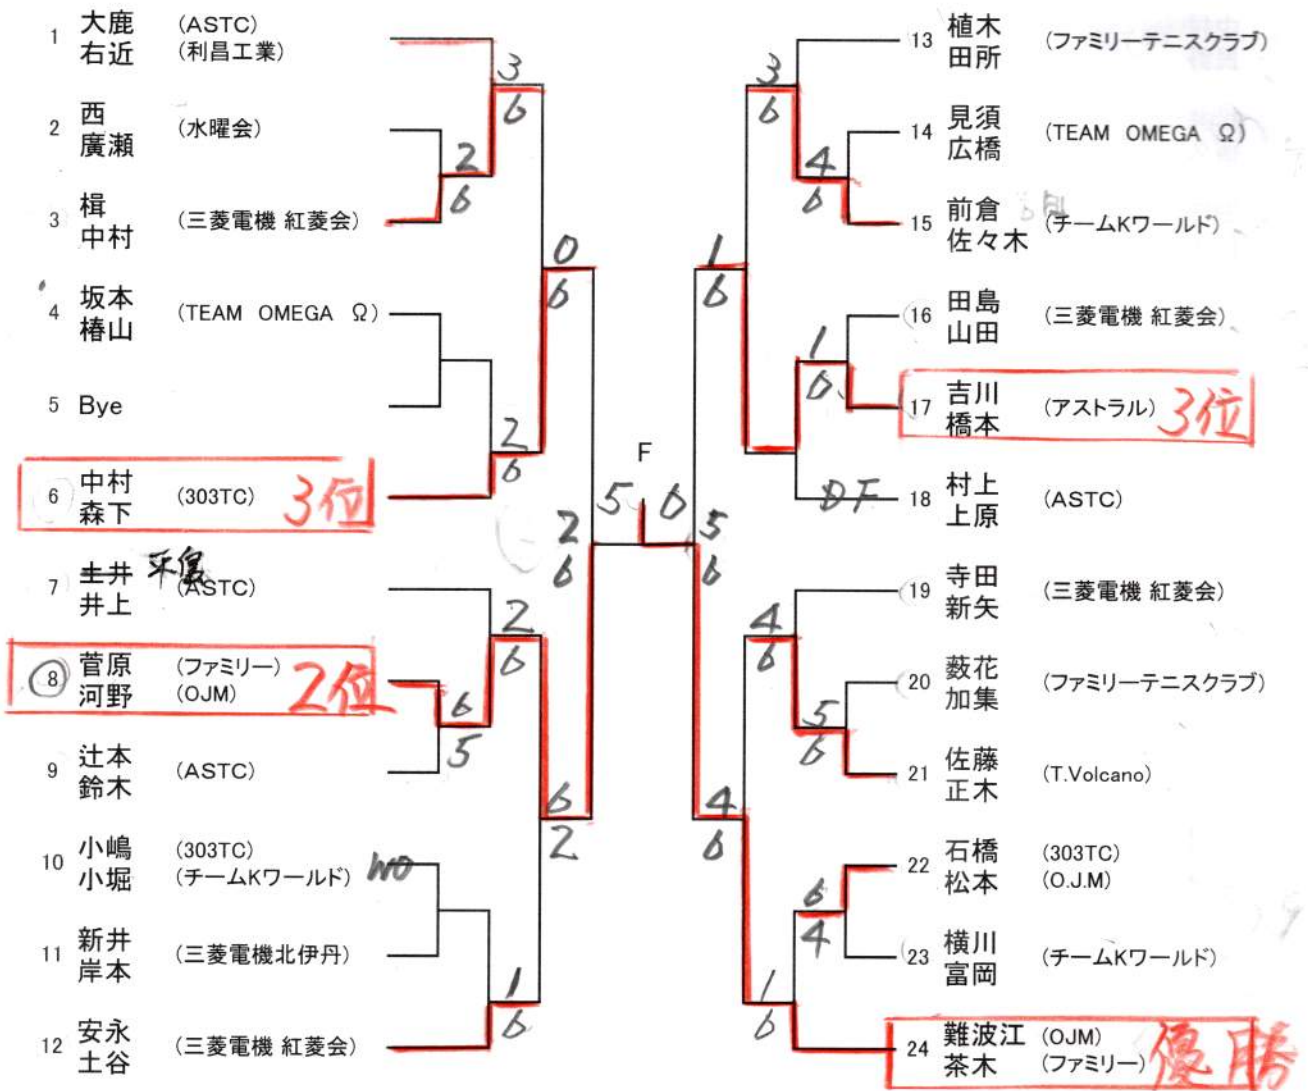 1 大鹿 (ASTC)
右近 (利昌工業)
3
6
2 西 (水曜会)
廣瀬
2
6
3 楫 (三菱電機 紅菱会)
中村
0
6
4 坂本 (TEAM OMEGA Ω)
椿山
5 Bye
2
6
6 中村 (303TC) 3位
森下
7 土井 (ASTC)
井上
2
6
8 菅原 (ファミリー) 2位
河野 (OJM)
6
5
9 辻本 (ASTC)
鈴木
6
2
10 小嶋 (303TC)
小堀 (チームKワールド) WO
11 新井 (三菱電機北伊丹)
岸本
1
6
12 安永 (三菱電機 紅菱会)
土谷
2
6
F
5 6
5
6
13 植木 (ファミリーテニスクラブ)
田所
3
6
14 見須 (TEAM OMEGA Ω)
広橋
4
6
15 前倉 (チームKワールド)
佐々木
1
6
16 田島 (三菱電機 紅菱会)
山田
1
6
17 吉川 (アストラル) 3位
橋本
DF
18 村上 (ASTC)
上原
19 寺田 (三菱電機 紅菱会)
新矢
4
6
20 薮花 (ファミリーテニスクラブ)
加集
5
6
21 佐藤 (T.Volcano)
正木
4
6
22 石橋 (303TC)
松本 (O.J.M)
6
4
23 横川 (チームKワールド)
富岡
1
6
24 難波江 (OJM) 優勝
茶木 (ファミリー)